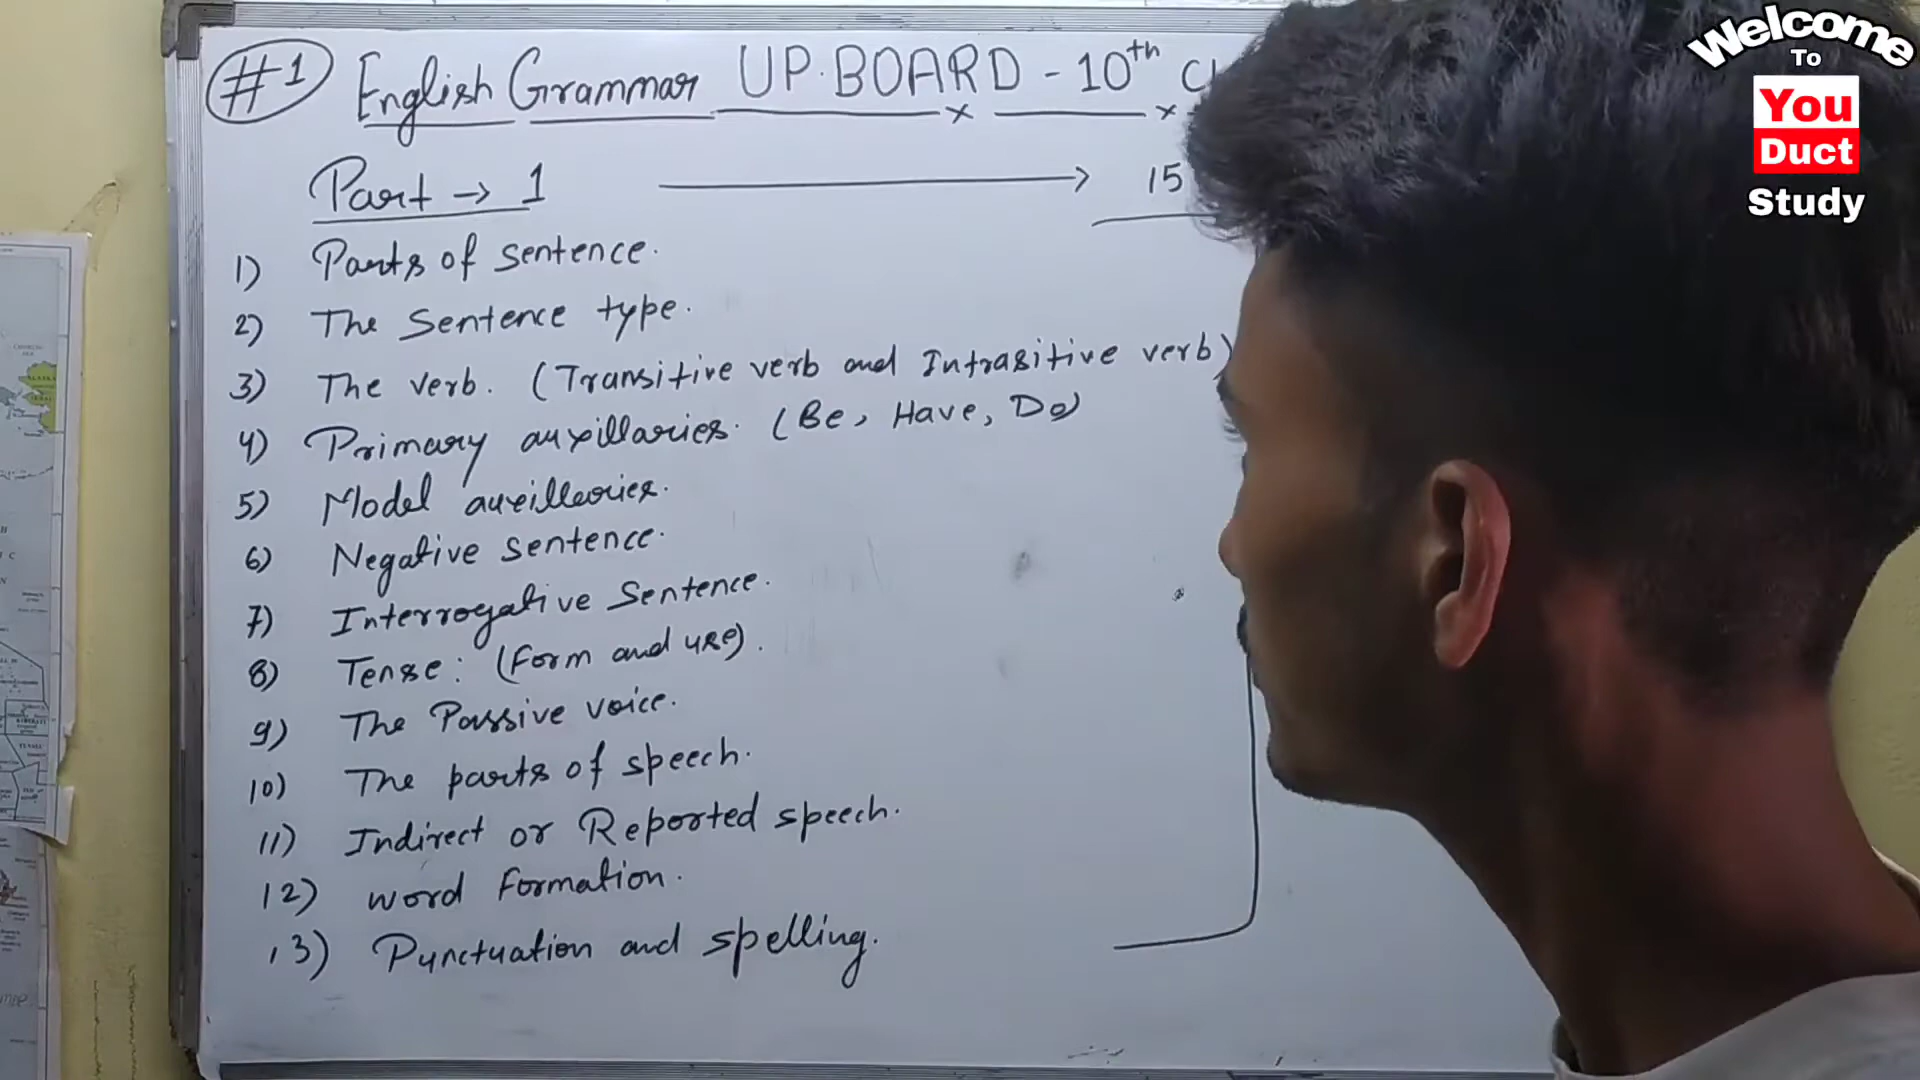 #1 English Grammar UP.BOARD - 10th
Part → 1 → 15
1) Parts of sentence.
2) The Sentence type.
3) The verb. (Transitive verb and Intrasitive verb)
4) Primary auxillaries. (Be, Have, Do)
5) Model auxillaries.
6) Negative sentence.
7) Interrogative Sentence.
8) Tense: (Form and use).
9) The Passive voice.
10) The parts of speech.
11) Indirect or Reported speech.
12) word formation.
13) Punctuation and spelling.
Welcome
To
You
Duct
Study